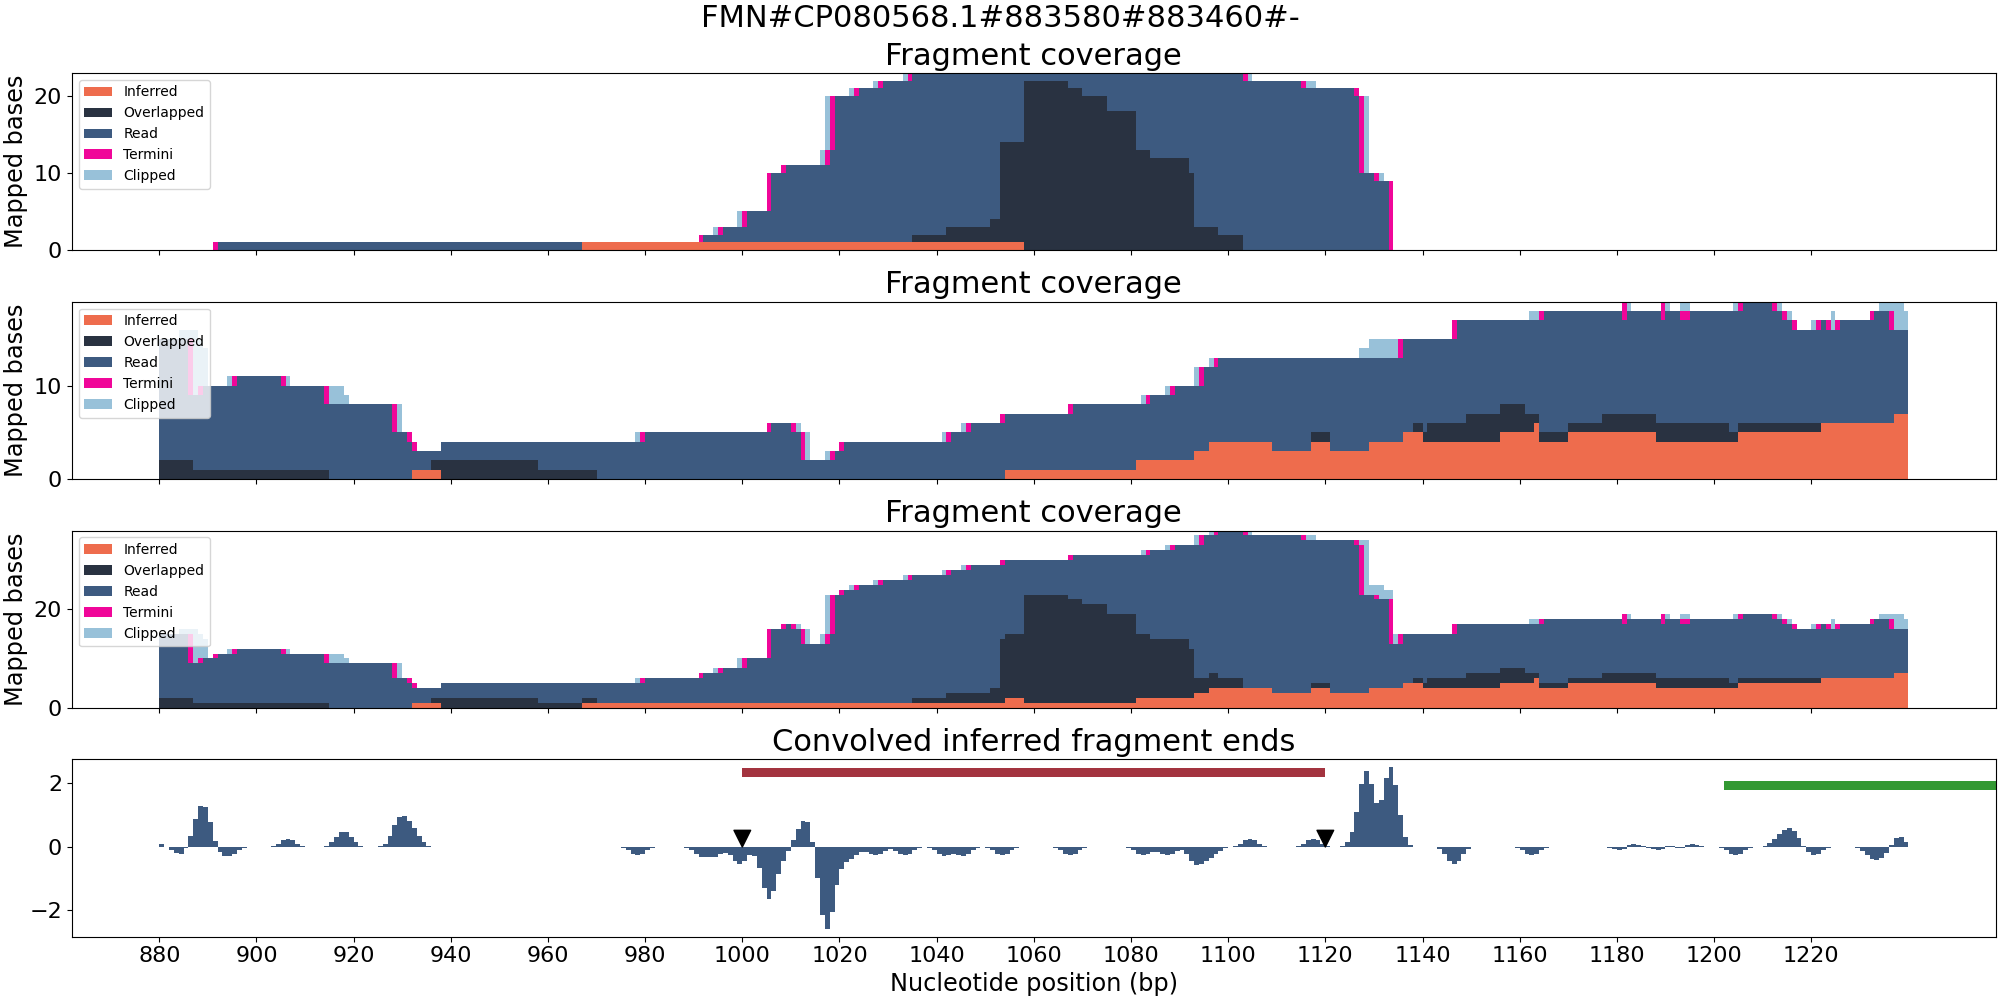 FMN#CP080568.1#883580#883460#-
Fragment coverage
Mapped bases
20
10
0
Inferred
Overlapped
Read
Termini
Clipped
Fragment coverage
Mapped bases
10
0
Inferred
Overlapped
Read
Termini
Clipped
Fragment coverage
Mapped bases
20
0
Inferred
Overlapped
Read
Termini
Clipped
Convolved inferred fragment ends
2
0
−2
880 900 920 940 960 980 1000 1020 1040 1060 1080 1100 1120 1140 1160 1180 1200 1220
Nucleotide position (bp)